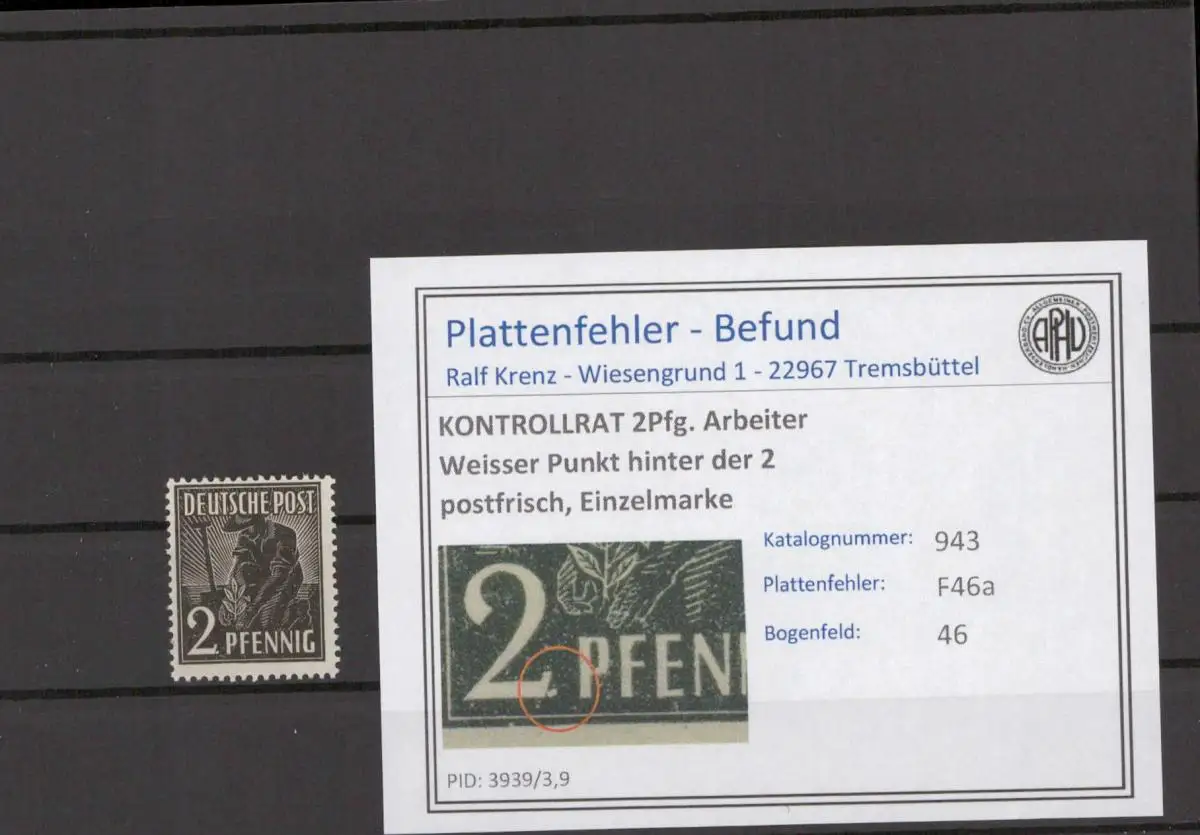 Plattenfehler - Befund
Ralf Krenz - Wiesengrund 1 - 22967 Tremsbüttel
APHV
KONTROLLRAT 2Pfg. Arbeiter
Weisser Punkt hinter der 2
postfrisch, Einzelmarke
Katalognummer: 943
Plattenfehler: F46a
Bogenfeld: 46
2 PFENN
PID: 3939/3,9
DEUTSCHE POST
2 PFENNIG